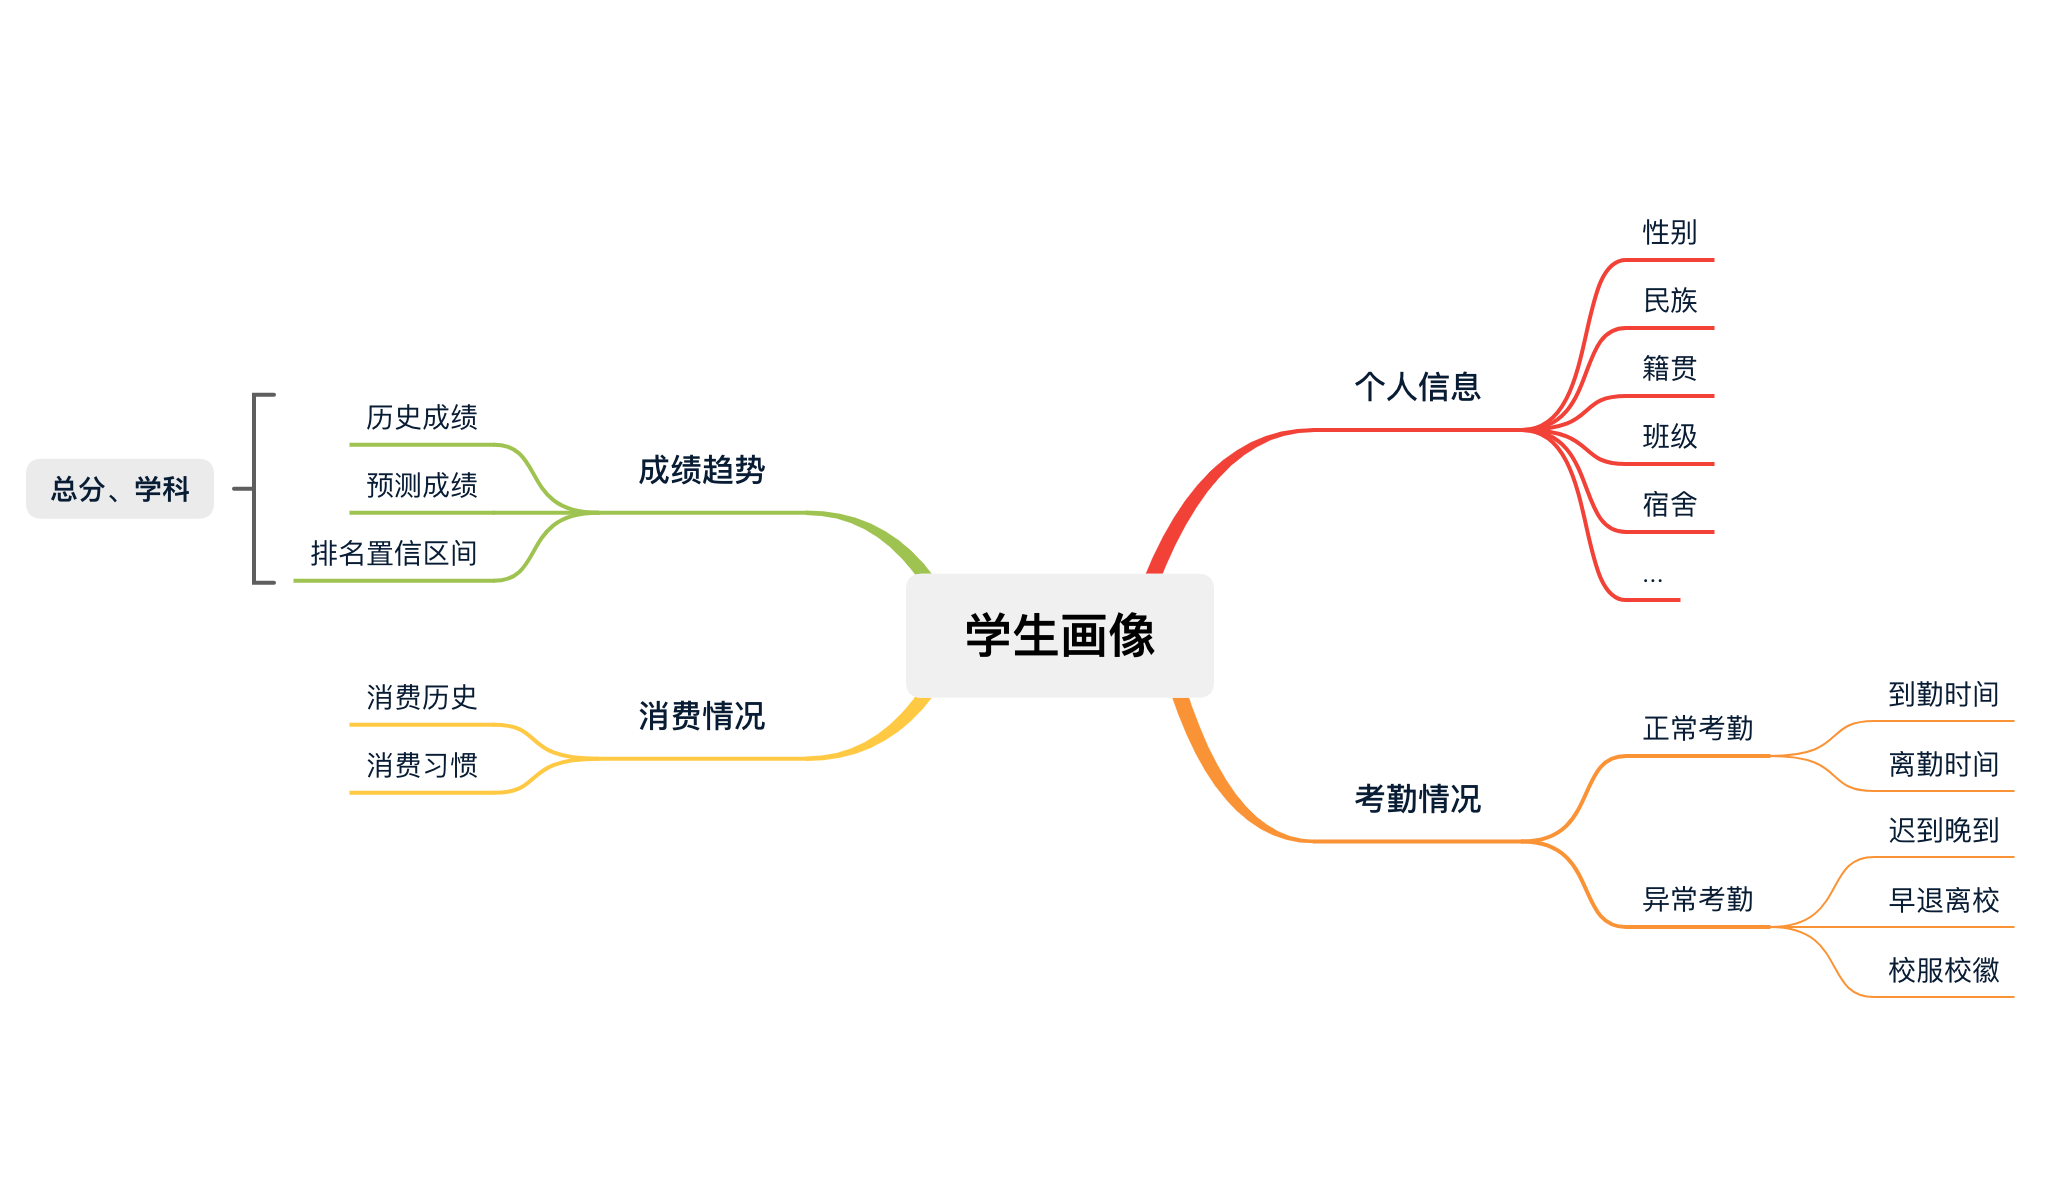 学生画像
个人信息
性别
民族
籍贯
班级
宿舍
...
考勤情况
正常考勤
到勤时间
离勤时间
异常考勤
迟到晚到
早退离校
校服校徽
成绩趋势
历史成绩
预测成绩
排名置信区间
总分、学科
消费情况
消费历史
消费习惯